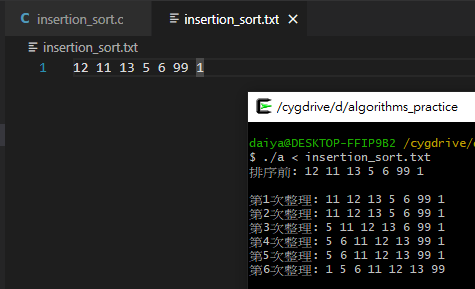 C insertion_sort.c
insertion_sort.txt ×
insertion_sort.txt
1 12 11 13 5 6 99 1
/cygdrive/d/algorithms_practice
daiya@DESKTOP-FFIP9B2 /cygdrive/
$ ./a < insertion_sort.txt
排序前: 12 11 13 5 6 99 1
第1次整理: 11 12 13 5 6 99 1
第2次整理: 11 12 13 5 6 99 1
第3次整理: 5 11 12 13 6 99 1
第4次整理: 5 6 11 12 13 99 1
第5次整理: 5 6 11 12 13 99 1
第6次整理: 1 5 6 11 12 13 99